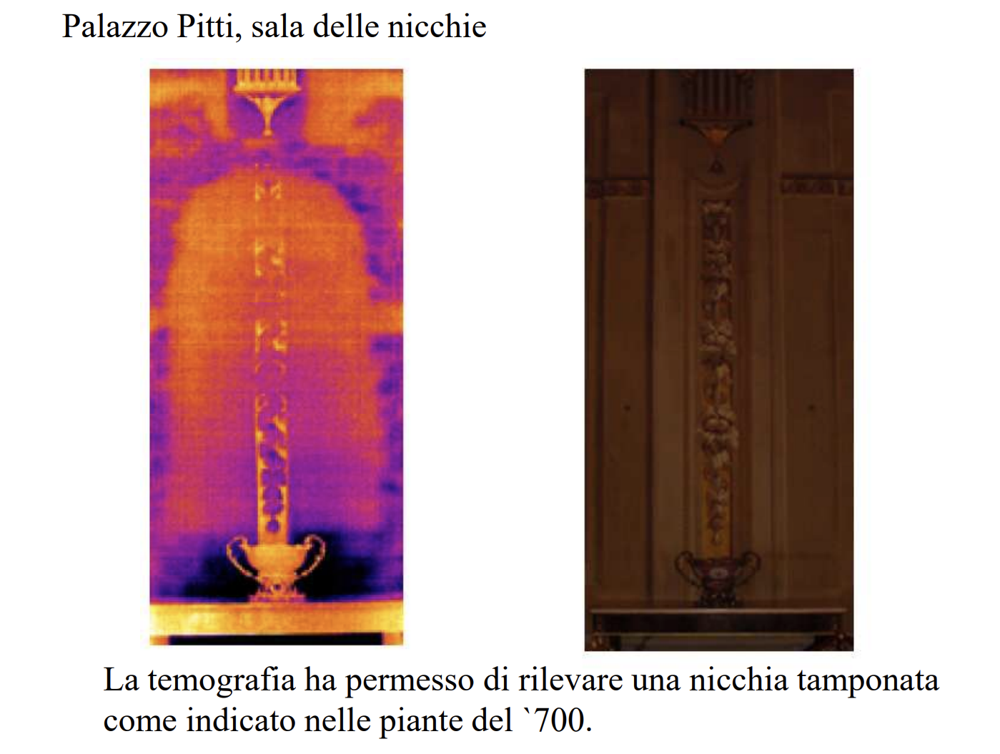 Palazzo Pitti, sala delle nicchie
La temografia ha permesso di rilevare una nicchia tamponata
come indicato nelle piante del `700.